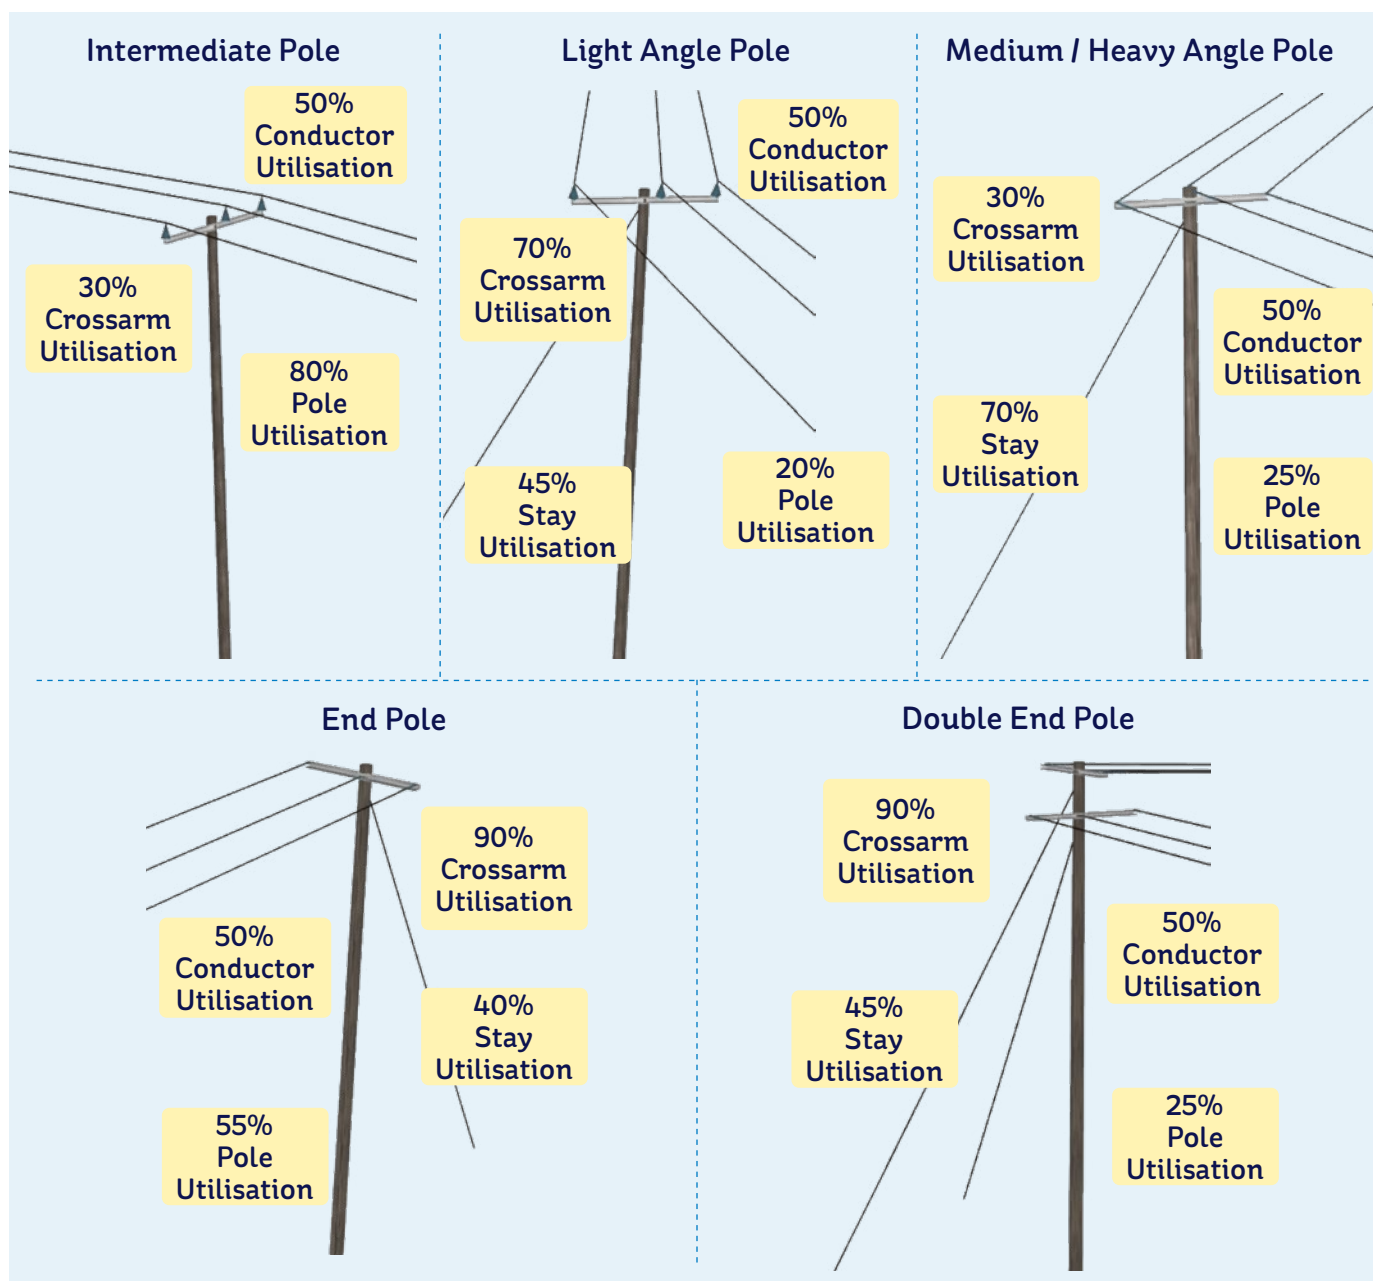 Intermediate Pole
50%
Conductor
Utilisation
30%
Crossarm
Utilisation
80%
Pole
Utilisation
Light Angle Pole
50%
Conductor
Utilisation
70%
Crossarm
Utilisation
45%
Stay
Utilisation
20%
Pole
Utilisation
Medium / Heavy Angle Pole
30%
Crossarm
Utilisation
50%
Conductor
Utilisation
70%
Stay
Utilisation
25%
Pole
Utilisation
End Pole
90%
Crossarm
Utilisation
50%
Conductor
Utilisation
40%
Stay
Utilisation
55%
Pole
Utilisation
Double End Pole
90%
Crossarm
Utilisation
50%
Conductor
Utilisation
45%
Stay
Utilisation
25%
Pole
Utilisation